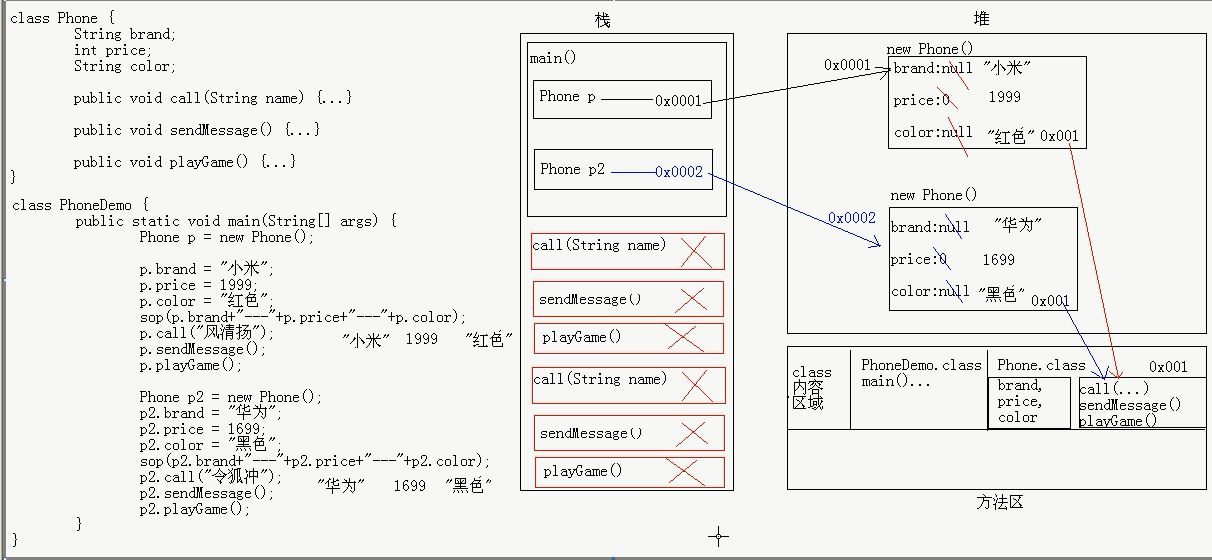 class Phone {
String brand;
int price;
String color;
public void call(String name) {...}
public void sendMessage() {...}
public void playGame() {...}
}
class PhoneDemo {
public static void main(String[] args) {
Phone p = new Phone();
p.brand = "小米";
p.price = 1999;
p.color = "红色";
sop(p.brand+"---"+p.price+"---"+p.color);
p.call("风清扬");
"小米" 1999 "红色"
p.sendMessage();
p.playGame();
Phone p2 = new Phone();
p2.brand = "华为";
p2.price = 1699;
p2.color = "黑色";
sop(p2.brand+"---"+p2.price+"---"+p2.color);
p2.call("令狐冲");
"华为" 1699 "黑色"
p2.sendMessage();
p2.playGame();
}
}
栈
main()
Phone p 0x0001
Phone p2 0x0002
call(String name)
sendMessage()
playGame()
call(String name)
sendMessage()
playGame()
堆
new Phone()
0x0001
brand:null "小米"
price:0 1999
color:null "红色" 0x001
new Phone()
0x0002
brand:null "华为"
price:0 1699
color:null "黑色" 0x001
class
内容
区域
PhoneDemo.class
main()...
Phone.class 0x001
brand,
price,
color
call(...)
sendMessage()
playGame()
方法区